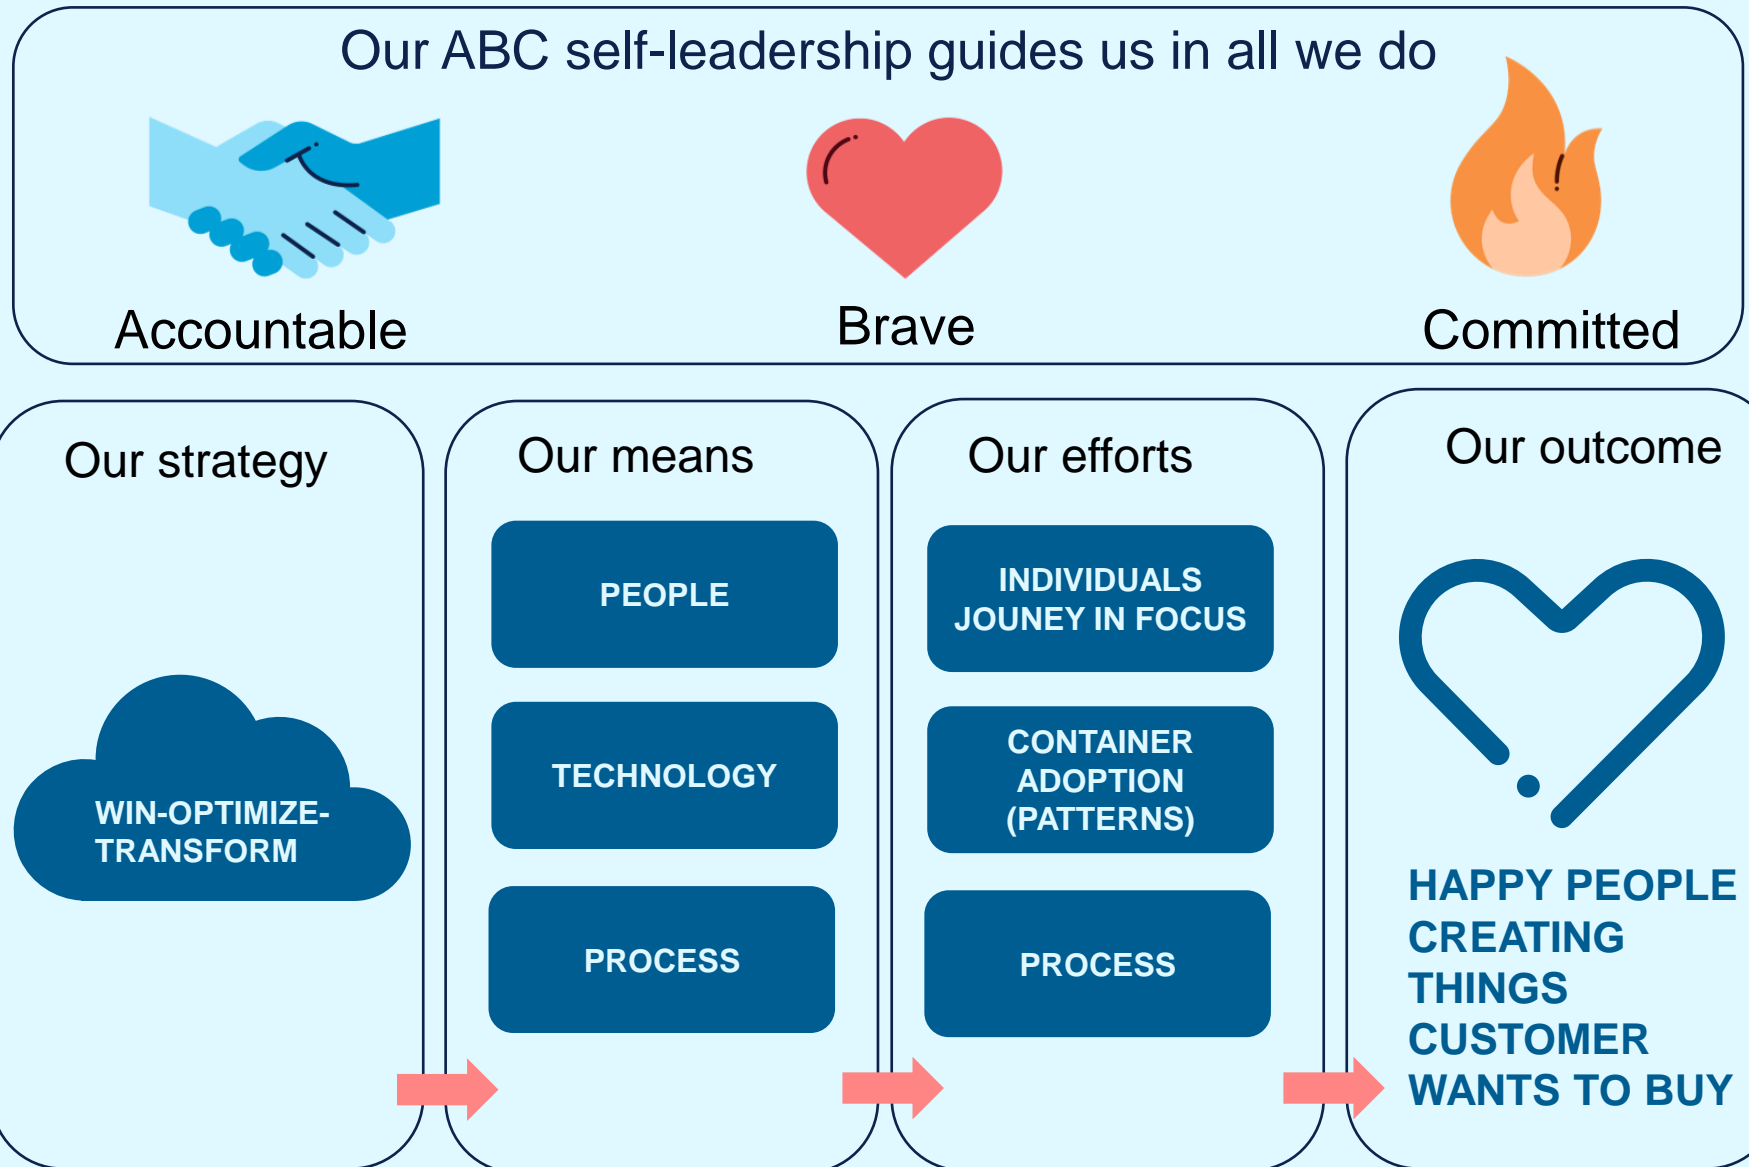 Our ABC self-leadership guides us in all we do
Accountable
Brave
Committed
Our strategy
WIN-OPTIMIZE-
TRANSFORM
Our means
PEOPLE
TECHNOLOGY
PROCESS
Our efforts
INDIVIDUALS
JOUNEY IN FOCUS
CONTAINER
ADOPTION
(PATTERNS)
PROCESS
Our outcome
HAPPY PEOPLE
CREATING
THINGS
CUSTOMER
WANTS TO BUY